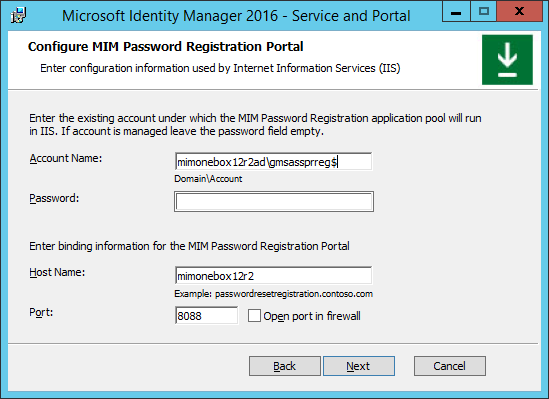 Microsoft Identity Manager 2016 - Service and Portal
Configure MIM Password Registration Portal
Enter configuration information used by Internet Information Services (IIS)
Enter the existing account under which the MIM Password Registration application pool will run
in IIS. If account is managed leave the password field empty.
Account Name:
mimonebox12r2ad\gmsassprreg$
Domain\Account
Password:
Enter binding information for the MIM Password Registration Portal
Host Name:
mimonebox12r2
Example: passwordresetregistration.contoso.com
Port:
8088
Open port in firewall
Back
Next
Cancel